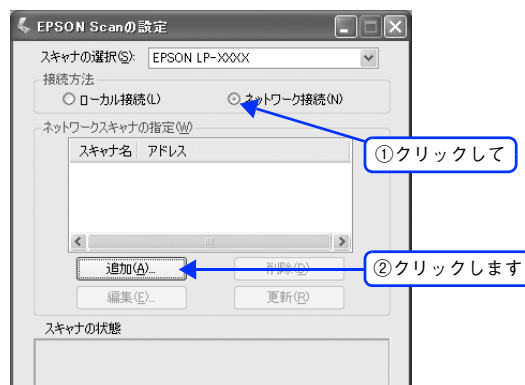 EPSON Scanの設定
スキャナの選択(S): EPSON LP-XXXX
接続方法
ローカル接続(L) ネットワーク接続(N)
ネットワークスキャナの指定(W)
スキャナ名 アドレス
①クリックして
追加(A)... 削除(D)
②クリックします
編集(E)... 更新(R)
スキャナの状態